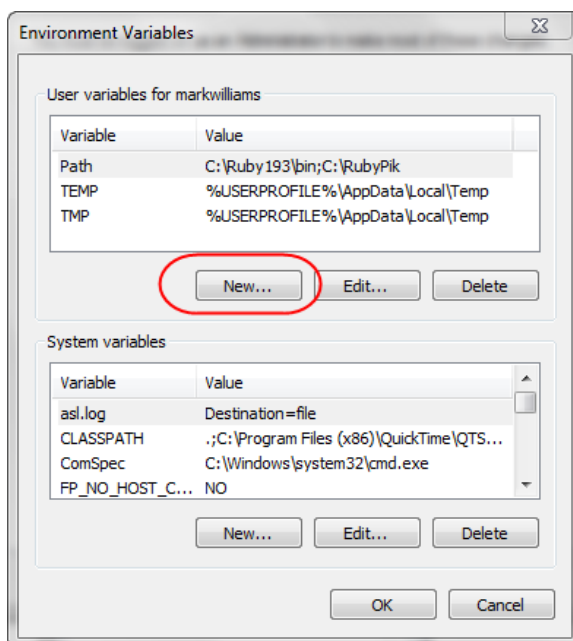 Environment Variables
User variables for markwilliams
Variable Value
Path C:\Ruby193\bin;C:\RubyPik
TEMP %USERPROFILE%\AppData\Local\Temp
TMP %USERPROFILE%\AppData\Local\Temp
New... Edit... Delete
System variables
Variable Value
asl.log Destination=file
CLASSPATH .;C:\Program Files (x86)\QuickTime\QTS...
ComSpec C:\Windows\system32\cmd.exe
FP_NO_HOST_C... NO
New... Edit... Delete
OK Cancel